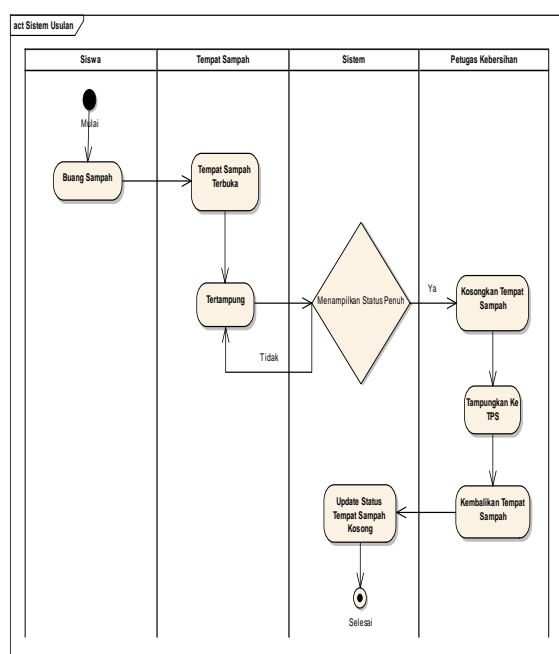 act Sistem Usulan
Siswa
Tempat Sampah
Sistem
Petugas Kebersihan
Mulai
Buang Sampah
Tempat Sampah
Terbuka
Tertampung
Menampilkan Status Penuh
Ya
Kosongkan Tempat
Sampah
Tidak
Tampungkan Ke
TPS
Update Status
Tempat Sampah
Kosong
Kembalikan Tempat
Sampah
Selesai